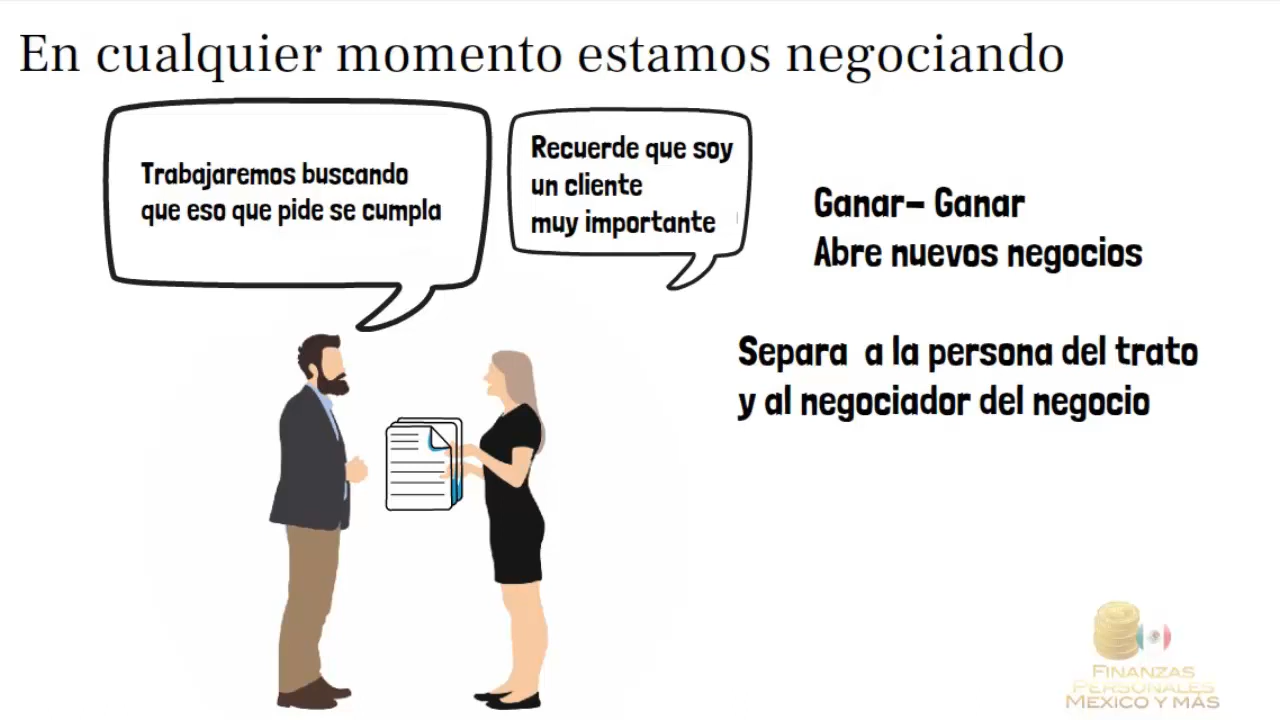 En cualquier momento estamos negociando
Trabajaremos buscando
que eso que pide se cumpla
Recuerde que soy
un cliente
muy importante
Ganar- Ganar
Abre nuevos negocios
Separa a la persona del trato
y al negociador del negocio
FINANZAS
PERSONALES
MEXICO Y MAS